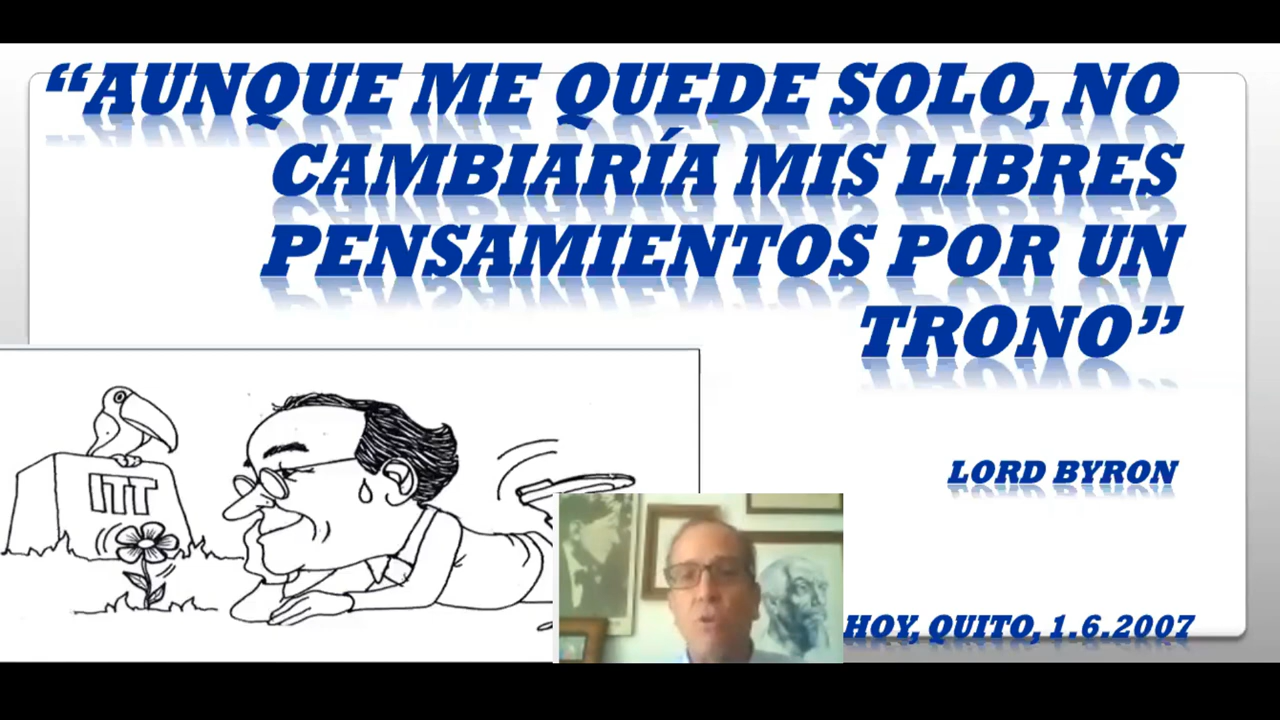 “AUNQUE ME QUEDE SOLO, NO
CAMBIARÍA MIS LIBRES
PENSAMIENTOS POR UN
TRONO”
LORD BYRON
ITT
HOY, QUITO, 1.6.2007